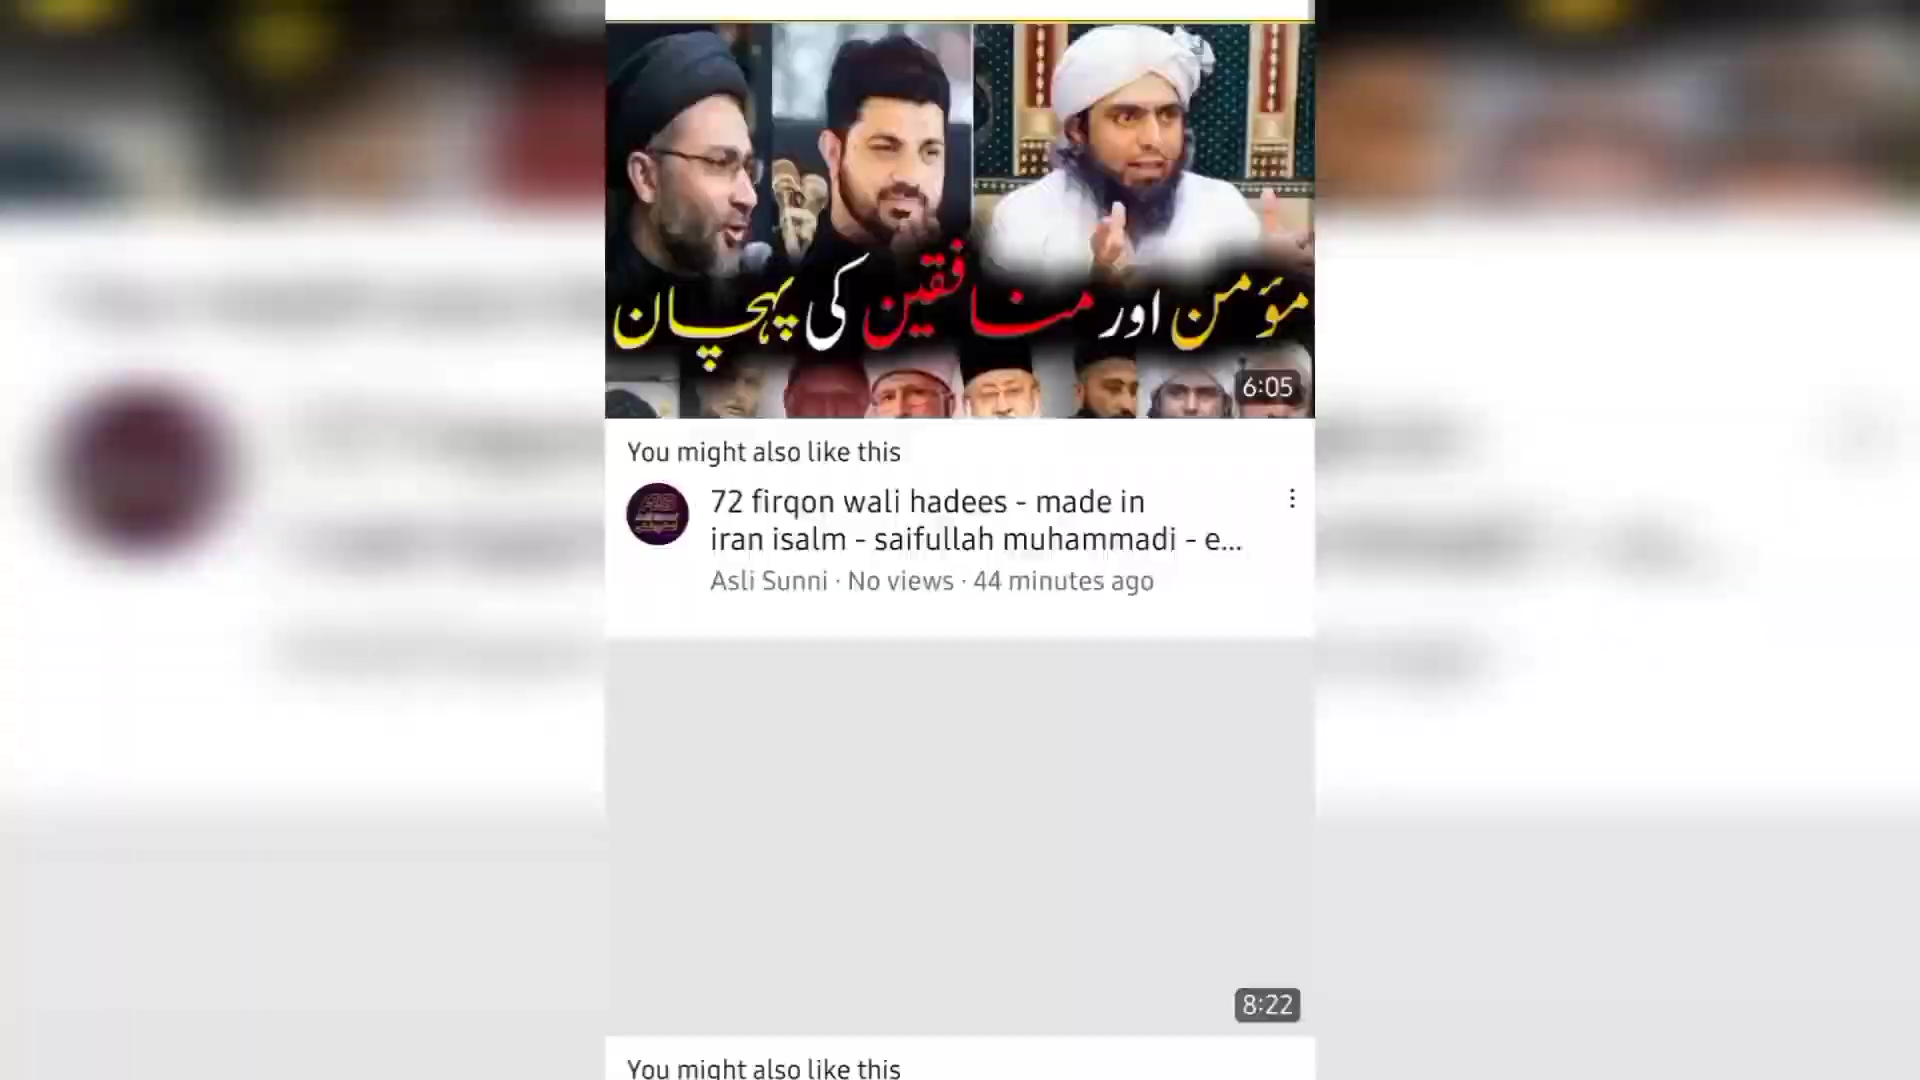 مؤمن اور منافقین کی پہچان
6:05
You might also like this
72 firqon wali hadees - made in
iran isalm - saifullah muhammadi - e...
Asli Sunni · No views · 44 minutes ago
8:22
You might also like this